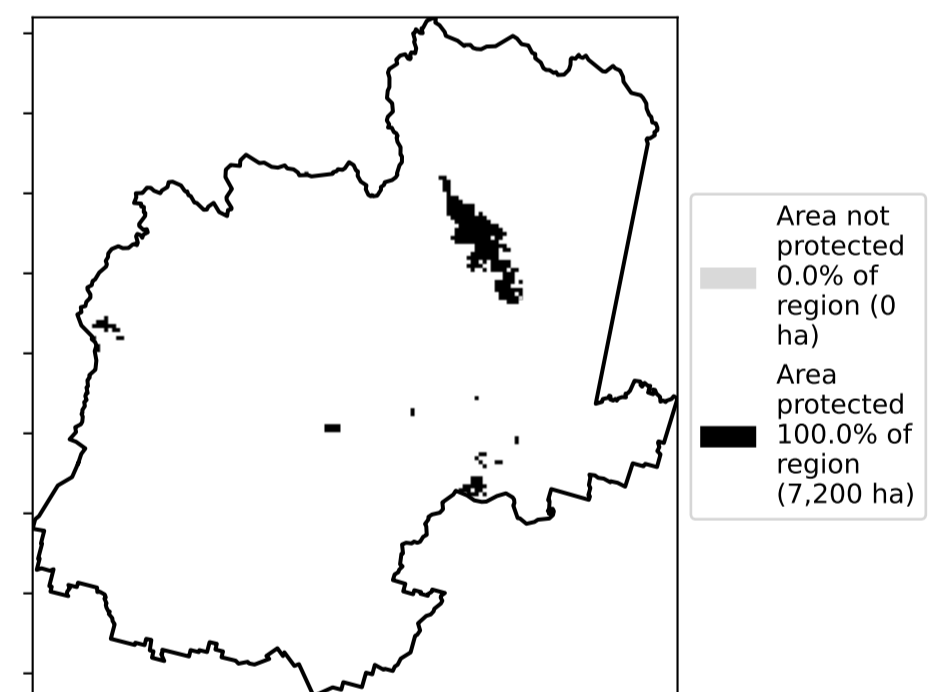 Area not
protected
0.0% of
region (0
ha)
Area
protected
100.0% of
region
(7,200 ha)